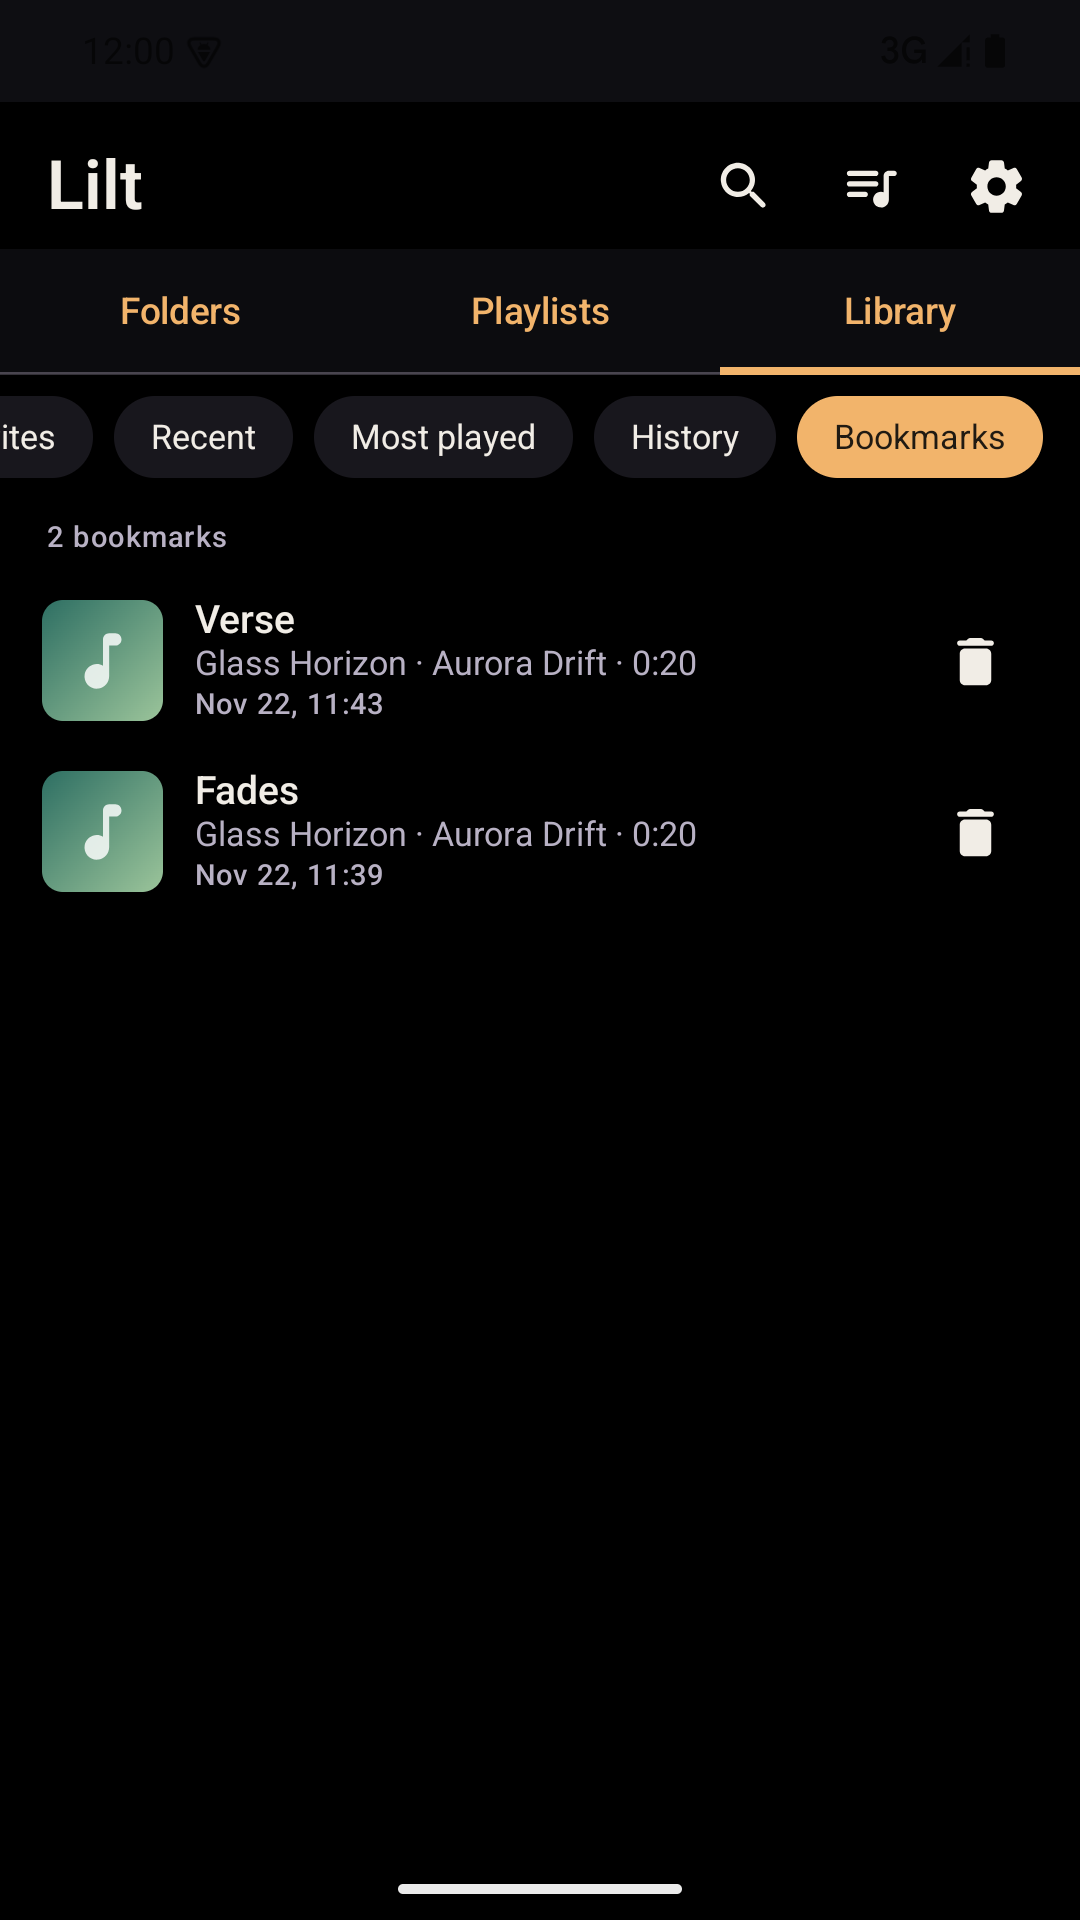 12:00
3G
Lilt
Folders
Playlists
Library
ites
Recent
Most played
History
Bookmarks
2 bookmarks
Verse
Glass Horizon · Aurora Drift · 0:20
Nov 22, 11:43
Fades
Glass Horizon · Aurora Drift · 0:20
Nov 22, 11:39